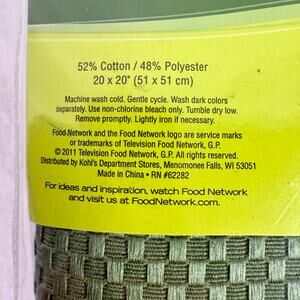 52% Cotton / 48% Polyester
20 x 20" (51 x 51 cm)
Machine wash cold. Gentle cycle. Wash dark colors
separately. Use non-chlorine bleach only. Tumble dry low.
Remove promptly. Lightly iron if necessary.
Food Network and the Food Network logo are service marks
or trademarks of Television Food Network, G.P.
© 2011 Television Food Network, G.P.
Distributed by Kohl's Department Stores, Menomonee Falls, WI 53051
Made in China • RN #62282
For ideas and inspiration, watch Food Network
and visit us at FoodNetwork.com.